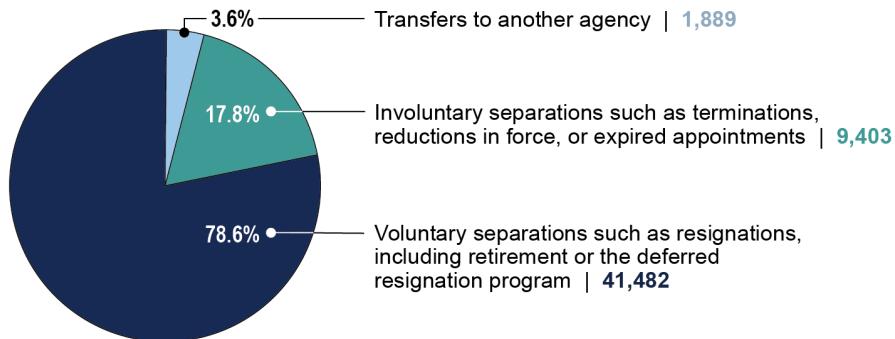 3.6%
Transfers to another agency | 1,889
17.8%
Involuntary separations such as terminations,
reductions in force, or expired appointments | 9,403
78.6%
Voluntary separations such as resignations,
including retirement or the deferred
resignation program | 41,482